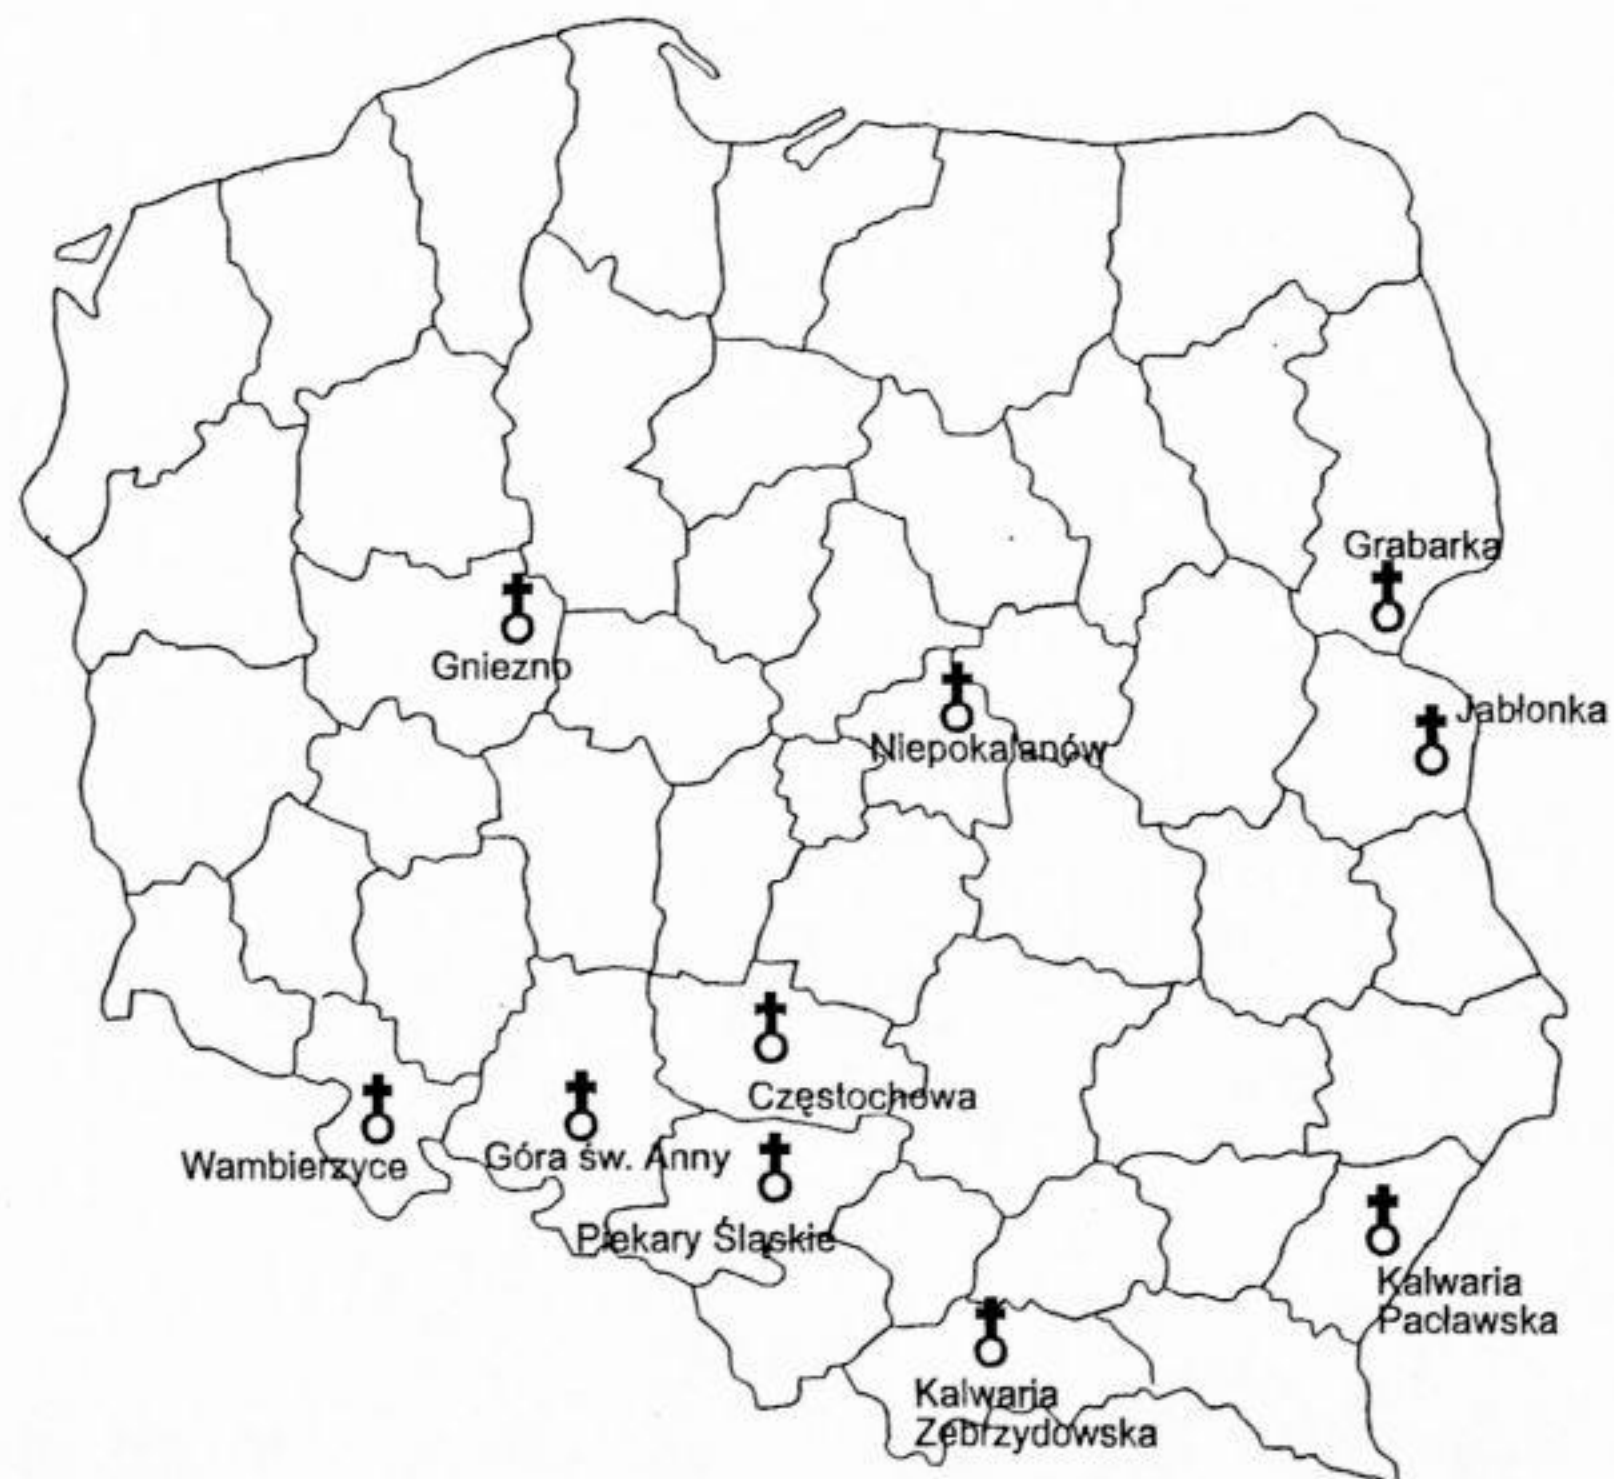 Grabarka
Gniezno
Jabłonka
Niepokalanów
Częstochowa
Wambierzyce
Góra św. Anny
Piekary Śląskie
Kalwaria
Pacławska
Kalwaria
Zebrzydowska